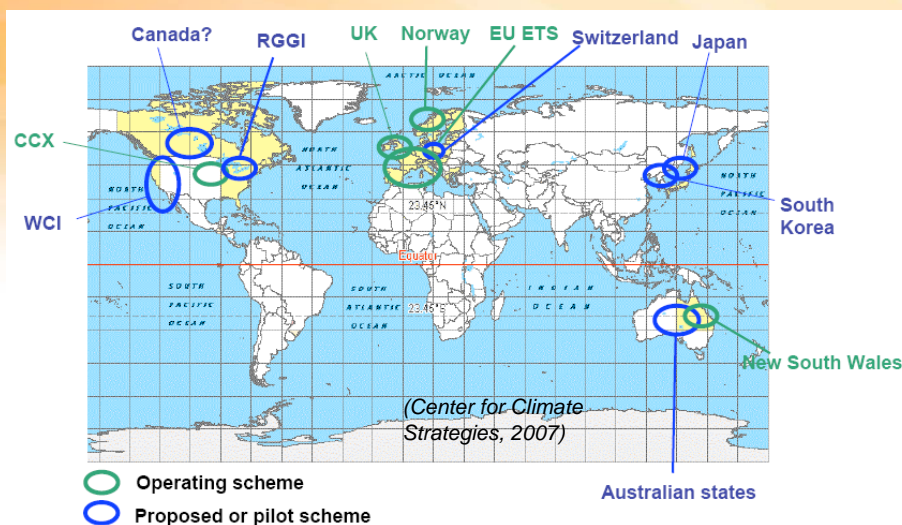 Canada?
RGGI
UK
Norway
EU ETS
Switzerland
Japan
ARCTIC OCEAN
CCX
NORTH
ATLANTIC
OCEAN
NORTH
PACIFIC
OCEAN
NORTH
PACIFIC
OCEAN
WCI
23.45°N
South
Korea
Equator
SOUTH
PACIFIC
OCEAN
SOUTH
ATLANTIC
OCEAN
INDIAN
OCEAN
23.45°S
New South Wales
(Center for Climate
Strategies, 2007)
Operating scheme
Australian states
Proposed or pilot scheme